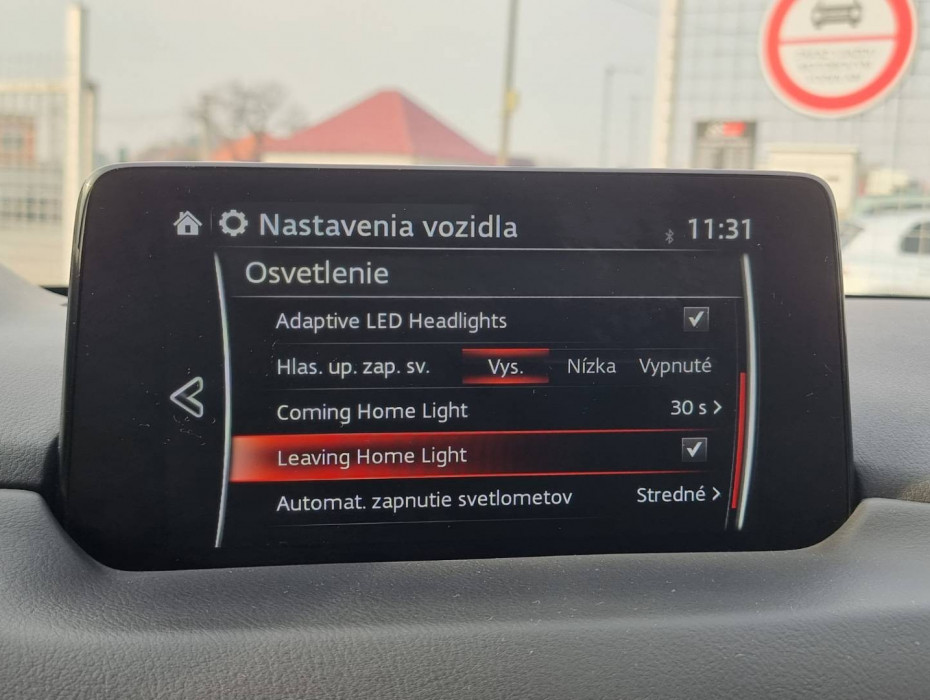 Nastavenia vozidla 11:31
Osvetlenie
Adaptive LED Headlights
Hlas. up. zap. sv. Vys. Nízka Vypnuté
Coming Home Light 30 s
Leaving Home Light
Automat. zapnutie svetlometov Stredné